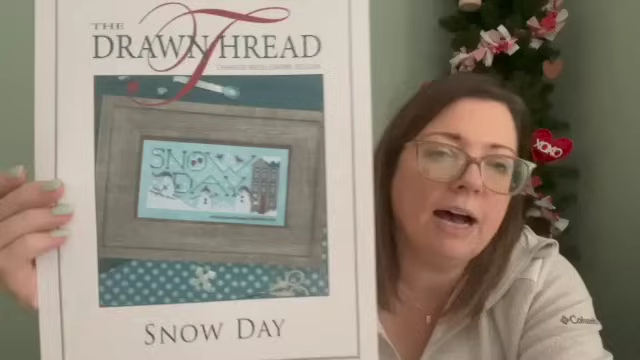 THE
DRAWN THREAD
SNOW
DAY
SNOW DAY
XOXO
Columbia